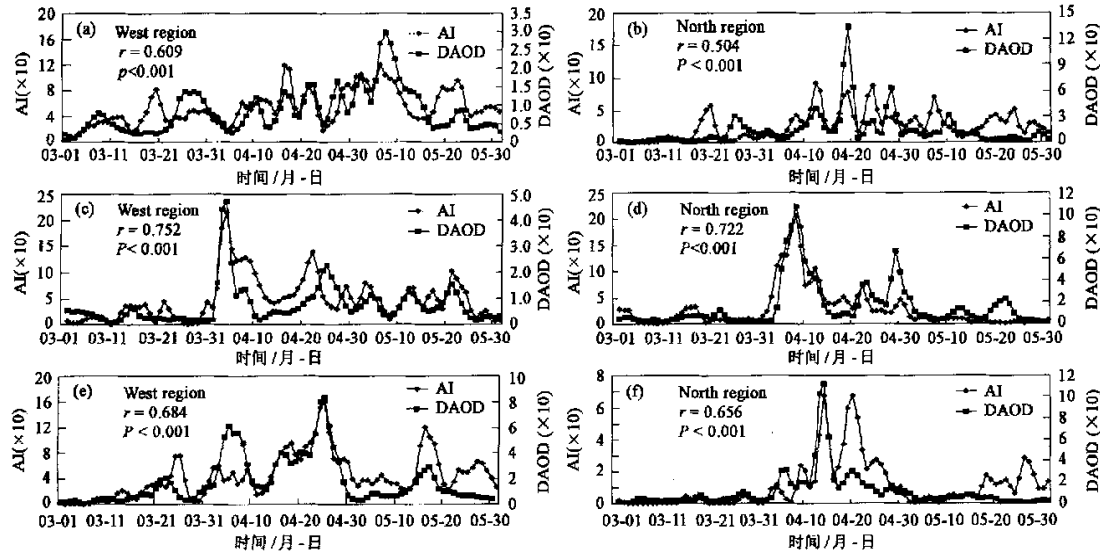 (a)
West region
r = 0.609
p<0.001
AI
DAOD
AI(×10)
20
16
12
8
4
0
DAOD (×10)
3.5
3.0
2.5
2.0
1.5
1.0
0.5
0
03-01 03-11 03-21 03-31 04-10 04-20 04-30 05-10 05-20 05-30
时间/月-日
(b)
North region
r = 0.504
P < 0.001
AI
DAOD
AI(×10)
20
16
12
8
4
0
DAOD (×10)
15
12
9
6
3
0
03-01 03-11 03-21 03-31 04-10 04-20 04-30 05-10 05-20 05-30
时间/月-日
(c)
West region
r = 0.752
P < 0.001
AI
DAOD
AI(×10)
25
20
15
10
5
0
DAOD (×10)
5.0
4.0
3.0
2.0
1.0
0
03-01 03-11 03-21 03-31 04-10 04-20 04-30 05-10 05-20 05-30
时间/月-日
(d)
North region
r = 0.722
P<0.001
AI
DAOD
AI(×10)
25
20
15
10
5
0
DAOD (×10)
12
10
8
6
4
2
0
03-01 03-11 03-21 03-31 04-10 04-20 04-30 05-10 05-20 05-30
时间/月-日
(e)
West region
r = 0.684
P < 0.001
AI
DAOD
AI(×10)
20
16
12
8
4
0
DAOD (×10)
10
8
6
4
2
0
03-01 03-11 03-21 03-31 04-10 04-20 04-30 05-10 05-20 05-30
时间/月-日
(f)
North region
r = 0.656
P < 0.001
AI
DAOD
AI(×10)
8
6
4
2
0
DAOD (×10)
12
10
8
6
4
2
0
03-01 03-11 03-21 03-31 04-10 04-20 04-30 05-10 05-20 05-30
时间/月-日